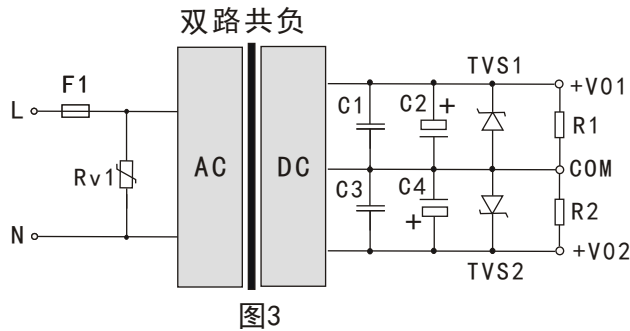 双路共负
F1
L
Rv1
N
AC
DC
C1
C2
+
TVS1
+VO1
R1
COM
C3
C4
+
R2
+VO2
TVS2
图3